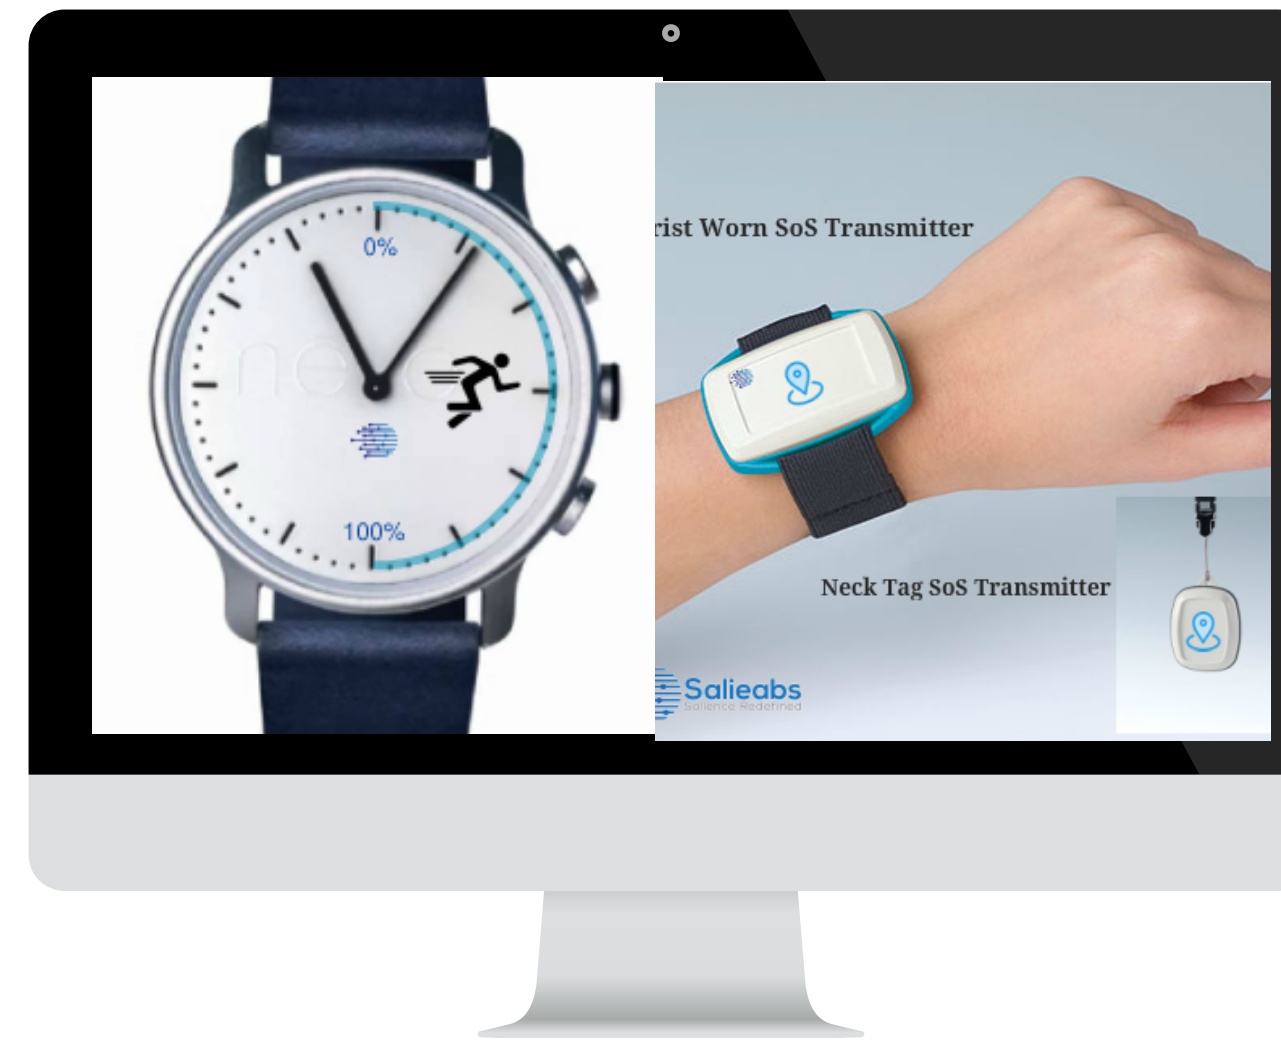 0%
100%
rist Worn SoS Transmitter
Neck Tag SoS Transmitter
Salieabs
Salience Redefined